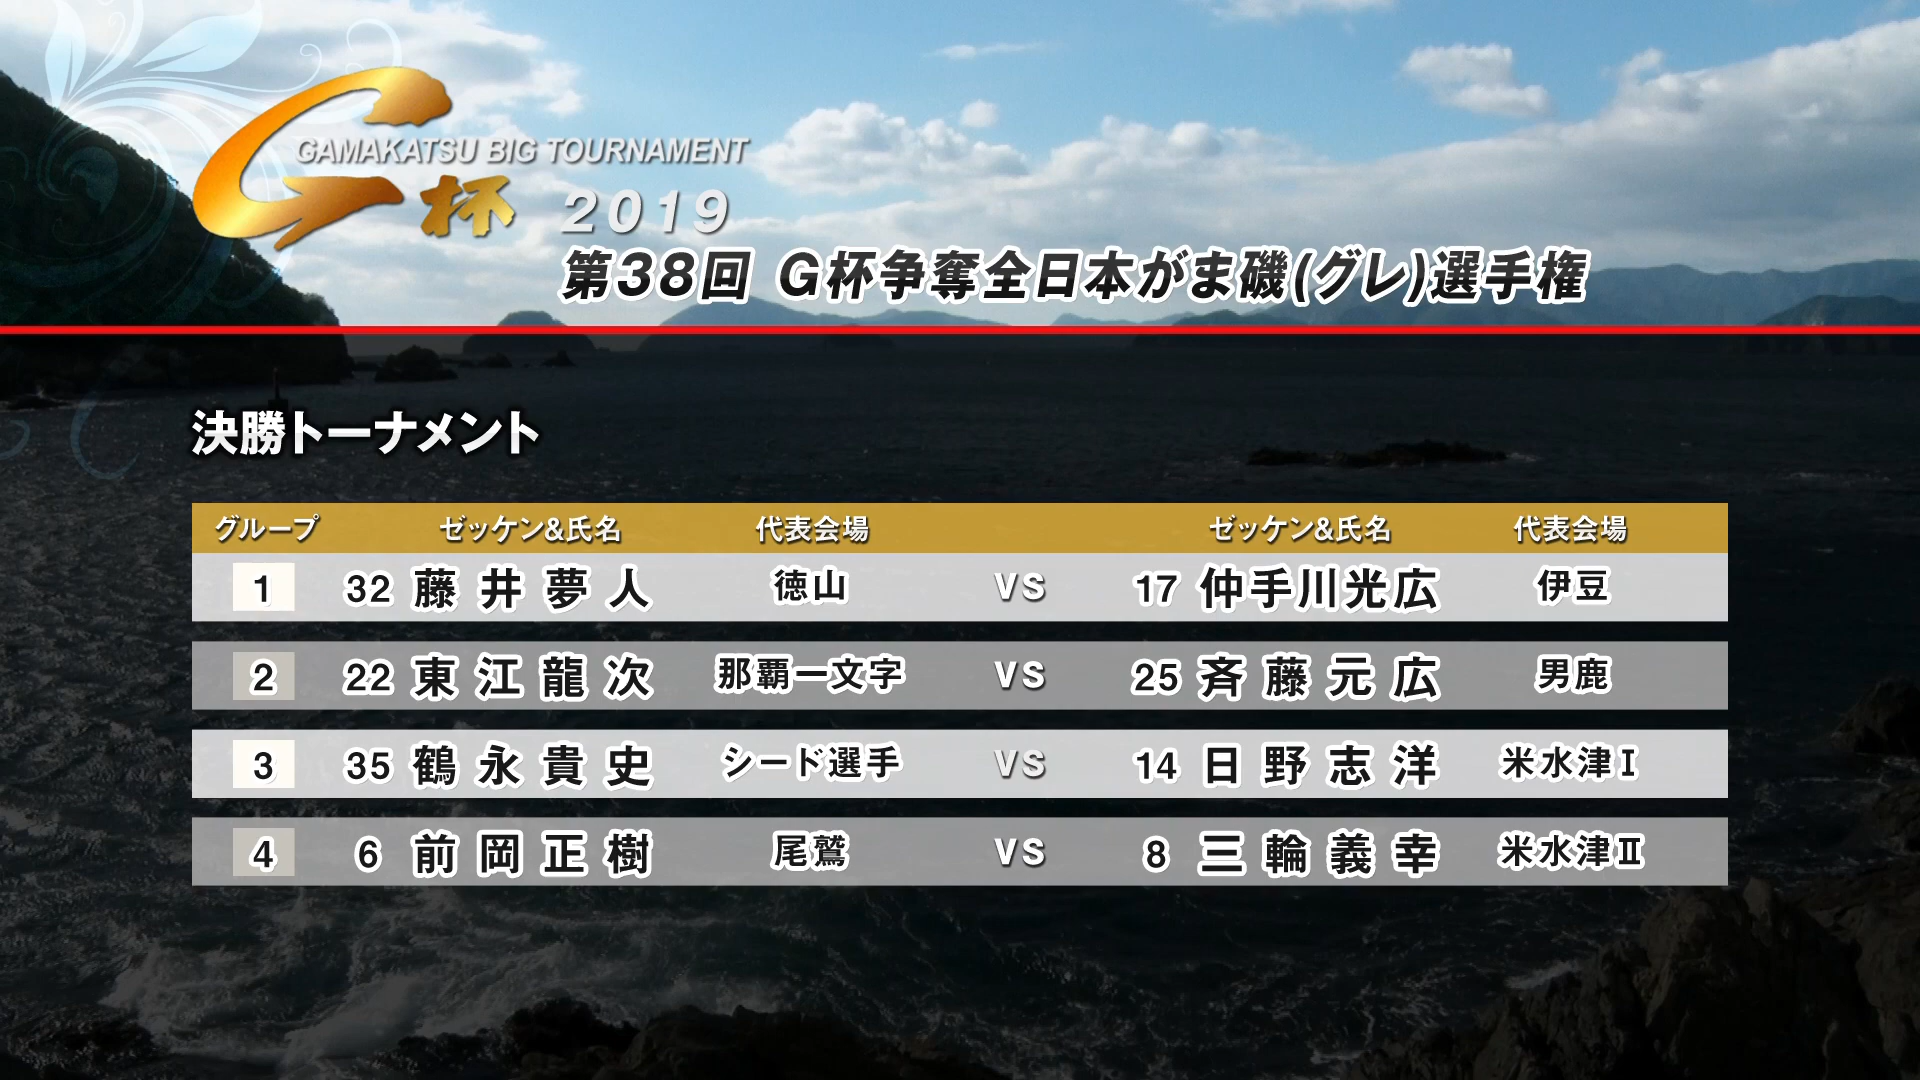 GAMAKATSU BIG TOURNAMENT
G杯 2019
第38回 G杯争奪全日本がま磯(グレ)選手権
決勝トーナメント
グループ ゼッケン&氏名 代表会場 ゼッケン&氏名 代表会場
1 32 藤井夢人 徳山 VS 17 仲手川光広 伊豆
2 22 東江龍次 那覇一文字 VS 25 斉藤元広 男鹿
3 35 鶴永貴史 シード選手 VS 14 日野志洋 米水津Ⅰ
4 6 前岡正樹 尾鷲 VS 8 三輪義幸 米水津Ⅱ